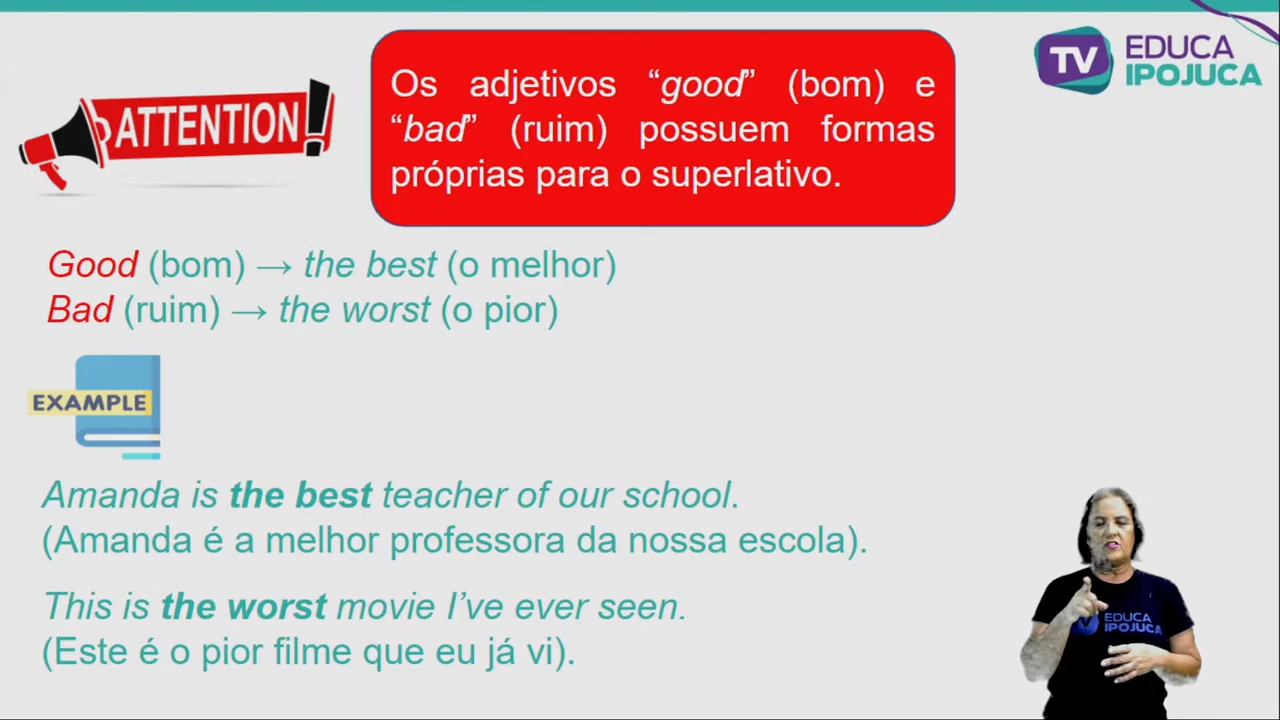 TV EDUCA
IPOJUCA
ATTENTION!
Os adjetivos “good” (bom) e
“bad” (ruim) possuem formas
próprias para o superlativo.
Good (bom) → the best (o melhor)
Bad (ruim) → the worst (o pior)
EXAMPLE
Amanda is the best teacher of our school.
(Amanda é a melhor professora da nossa escola).
This is the worst movie I’ve ever seen.
(Este é o pior filme que eu já vi).
EDUCA
IPOJUCA